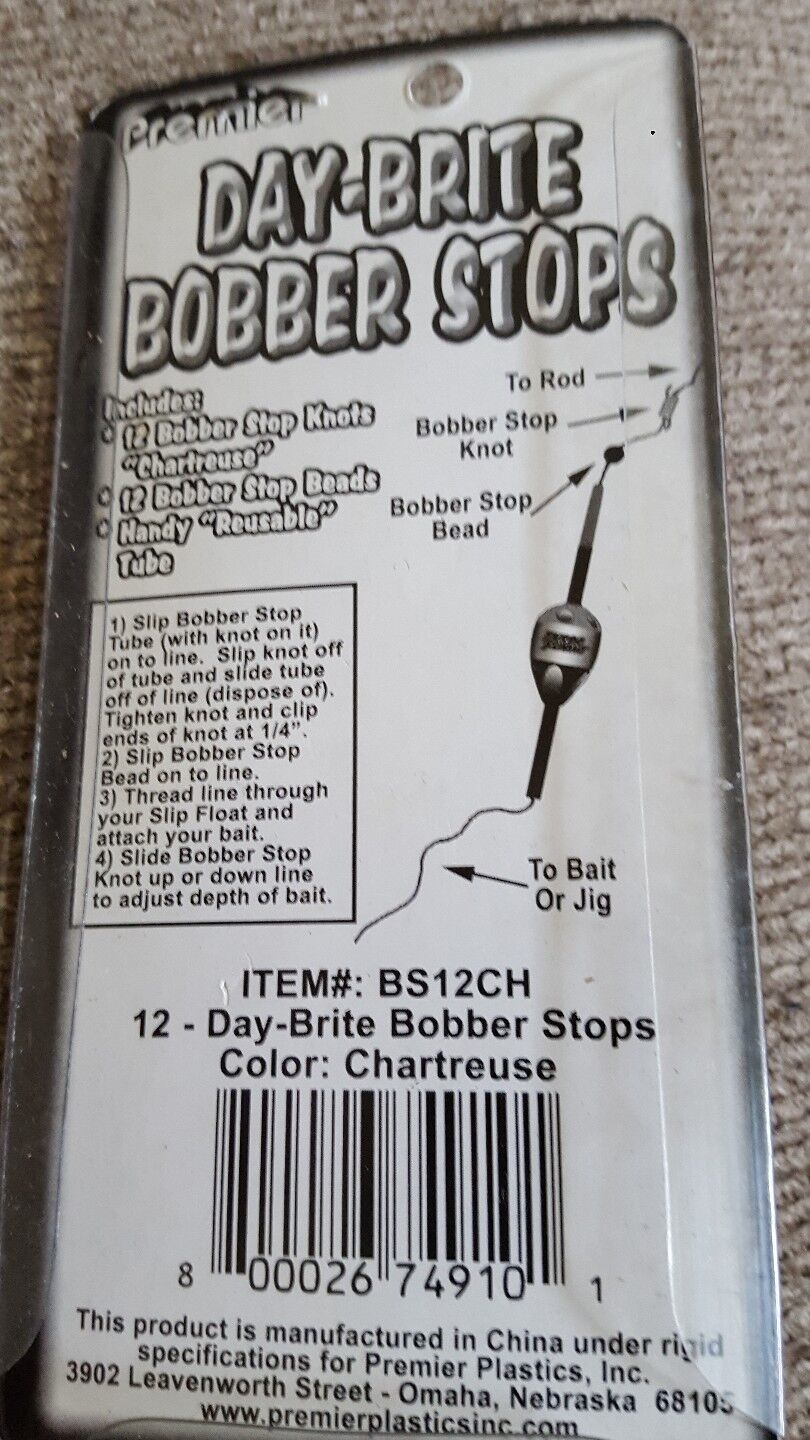 Premier
DAY-BRITE
BOBBER STOPS
Includes:
• 12 Bobber Stop Knots
"Chartreuse"
• 12 Bobber Stop Beads
• Handy "Reusable"
Tube
To Rod
Bobber Stop
Knot
Bobber Stop
Bead
1) Slip Bobber Stop
Tube (with knot on it)
on to line. Slip knot off
of tube and slide tube
off of line (dispose of).
Tighten knot and clip
ends of knot at 1/4".
2) Slip Bobber Stop
Bead on to line.
3) Thread line through
your Slip Float and
attach your bait.
4) Slide Bobber Stop
Knot up or down line
to adjust depth of bait.
To Bait
Or Jig
ITEM#: BS12CH
12 - Day-Brite Bobber Stops
Color: Chartreuse
8 00026 74910 1
This product is manufactured in China under rigid
specifications for Premier Plastics, Inc.
3902 Leavenworth Street - Omaha, Nebraska 68105
www.premierplasticsinc.com